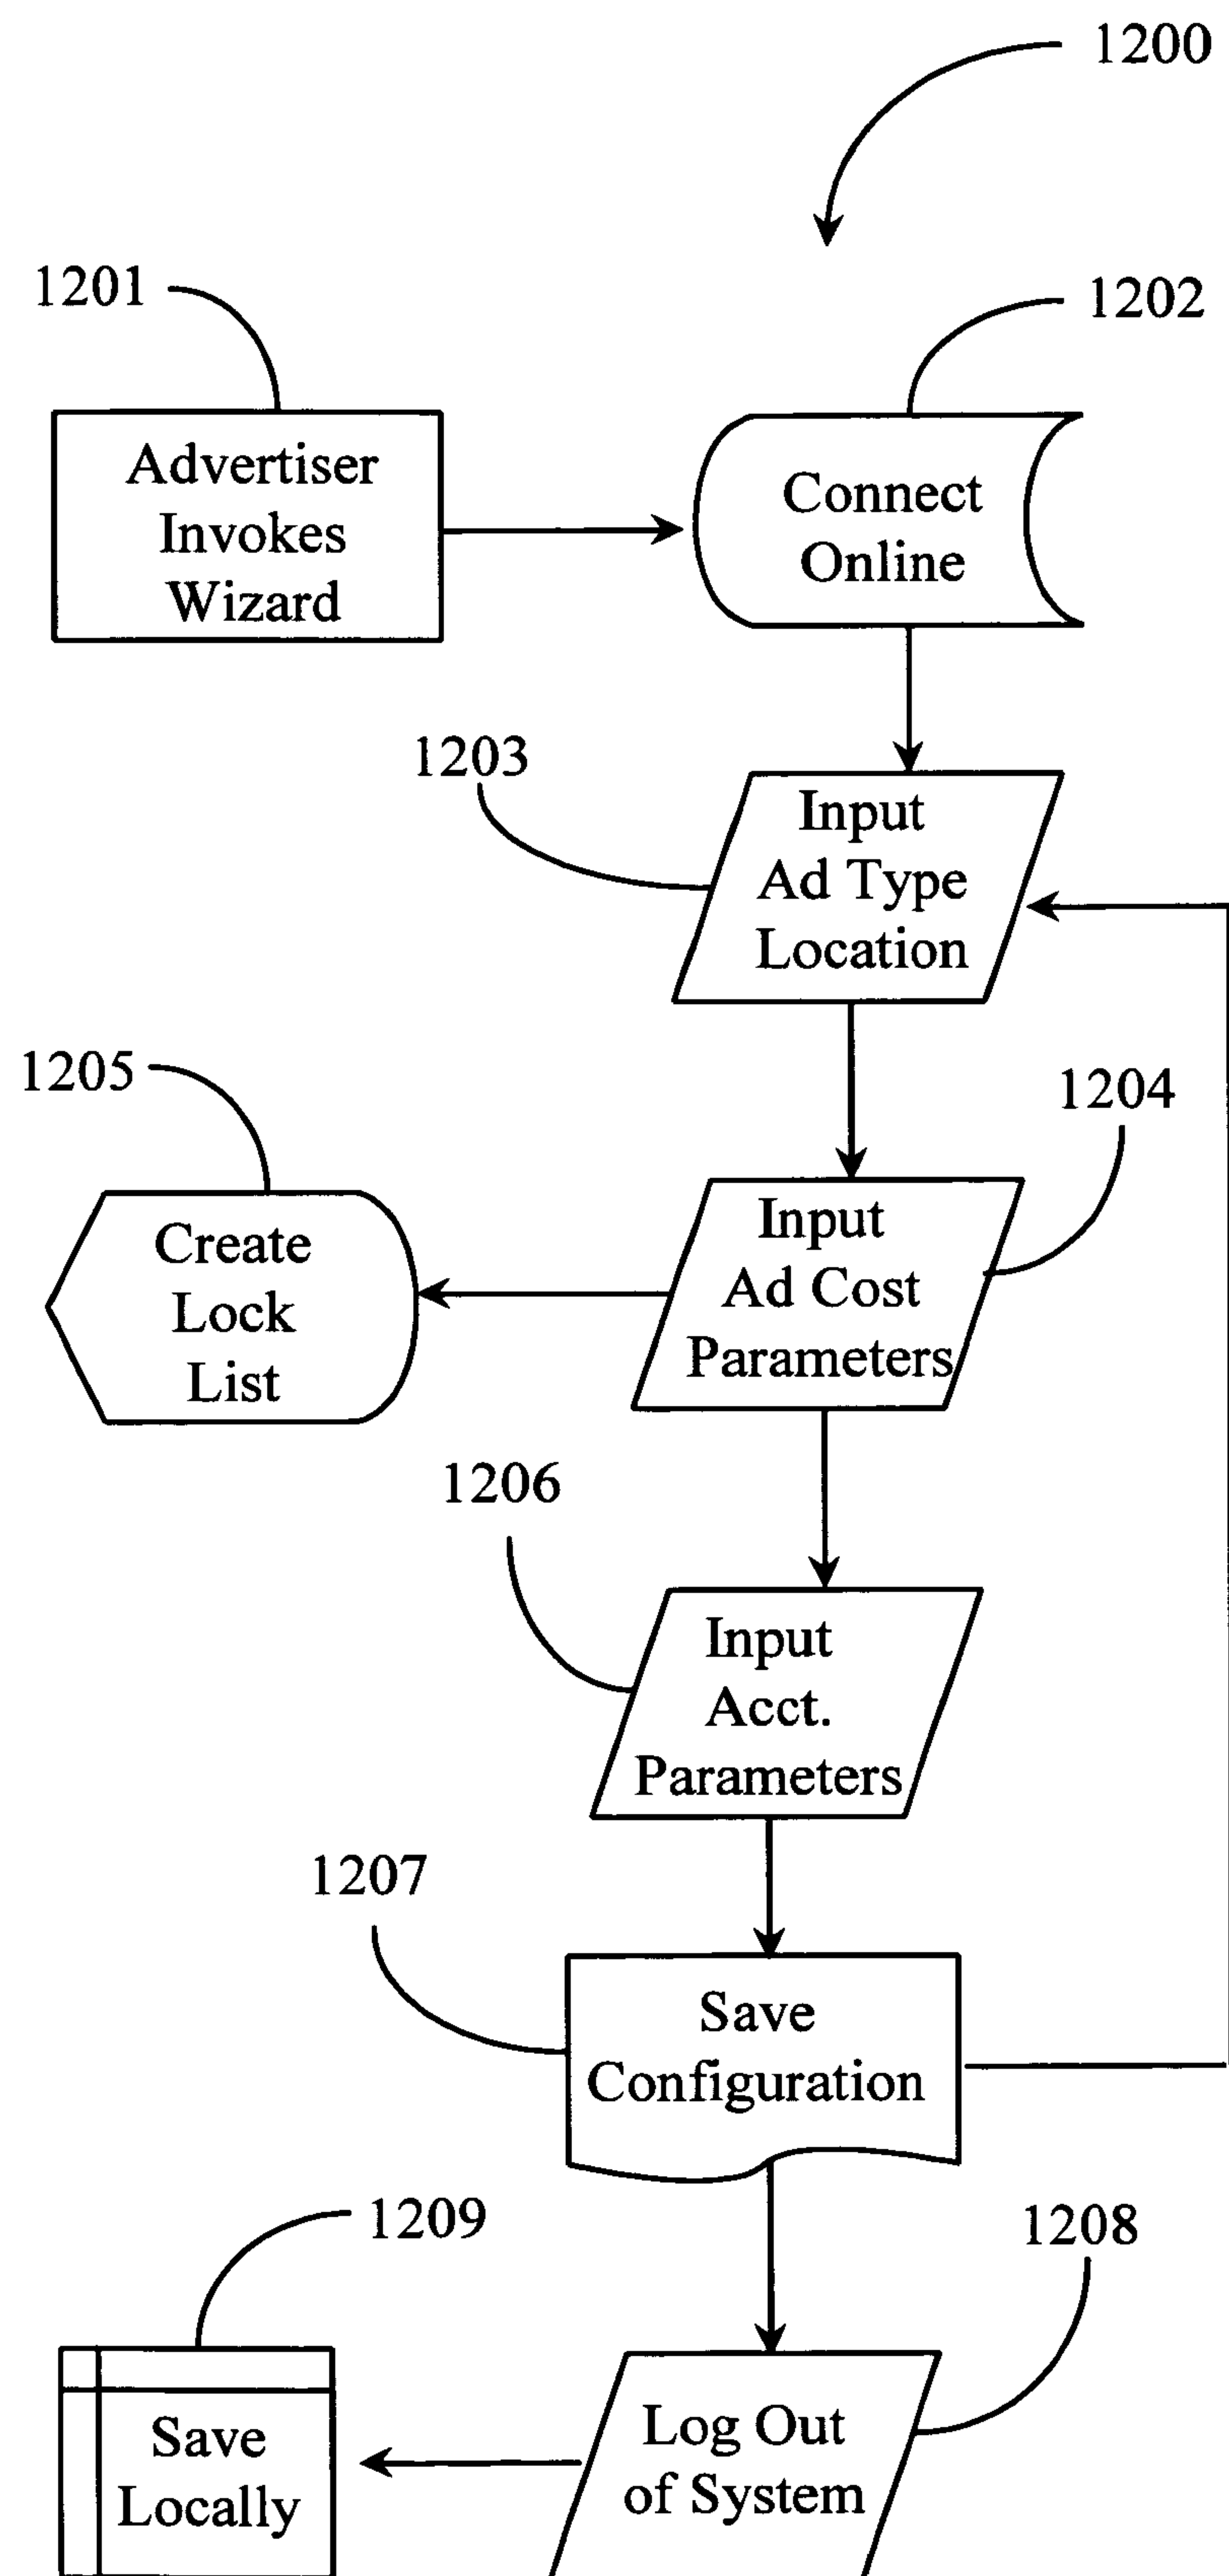 1200
1201
1202
Advertiser
Invokes
Wizard
Connect
Online
1203
Input
Ad Type
Location
1205
1204
Create
Lock
List
Input
Ad Cost
Parameters
1206
Input
Acct.
Parameters
1207
Save
Configuration
1209
1208
Save
Locally
Log Out
of System